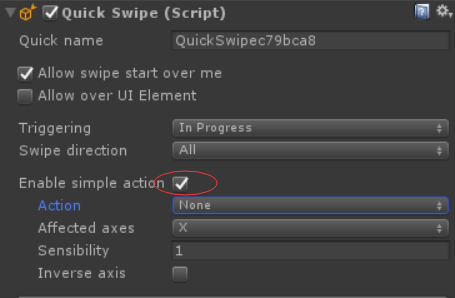 Quick Swipe (Script)
Quick name QuickSwipec79bca8
Allow swipe start over me
Allow over UI Element
Triggering In Progress
Swipe direction All
Enable simple action
Action None
Affected axes X
Sensibility 1
Inverse axis